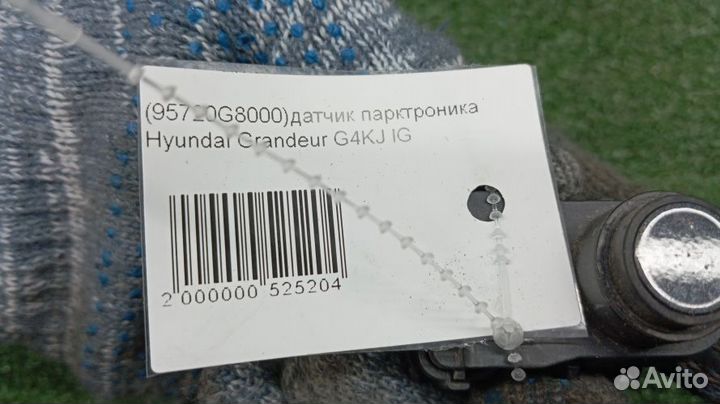 (95720G8000)датчик парктроника
Hyundai Grandeur G4KJ IG
2 000000 525204
Avito